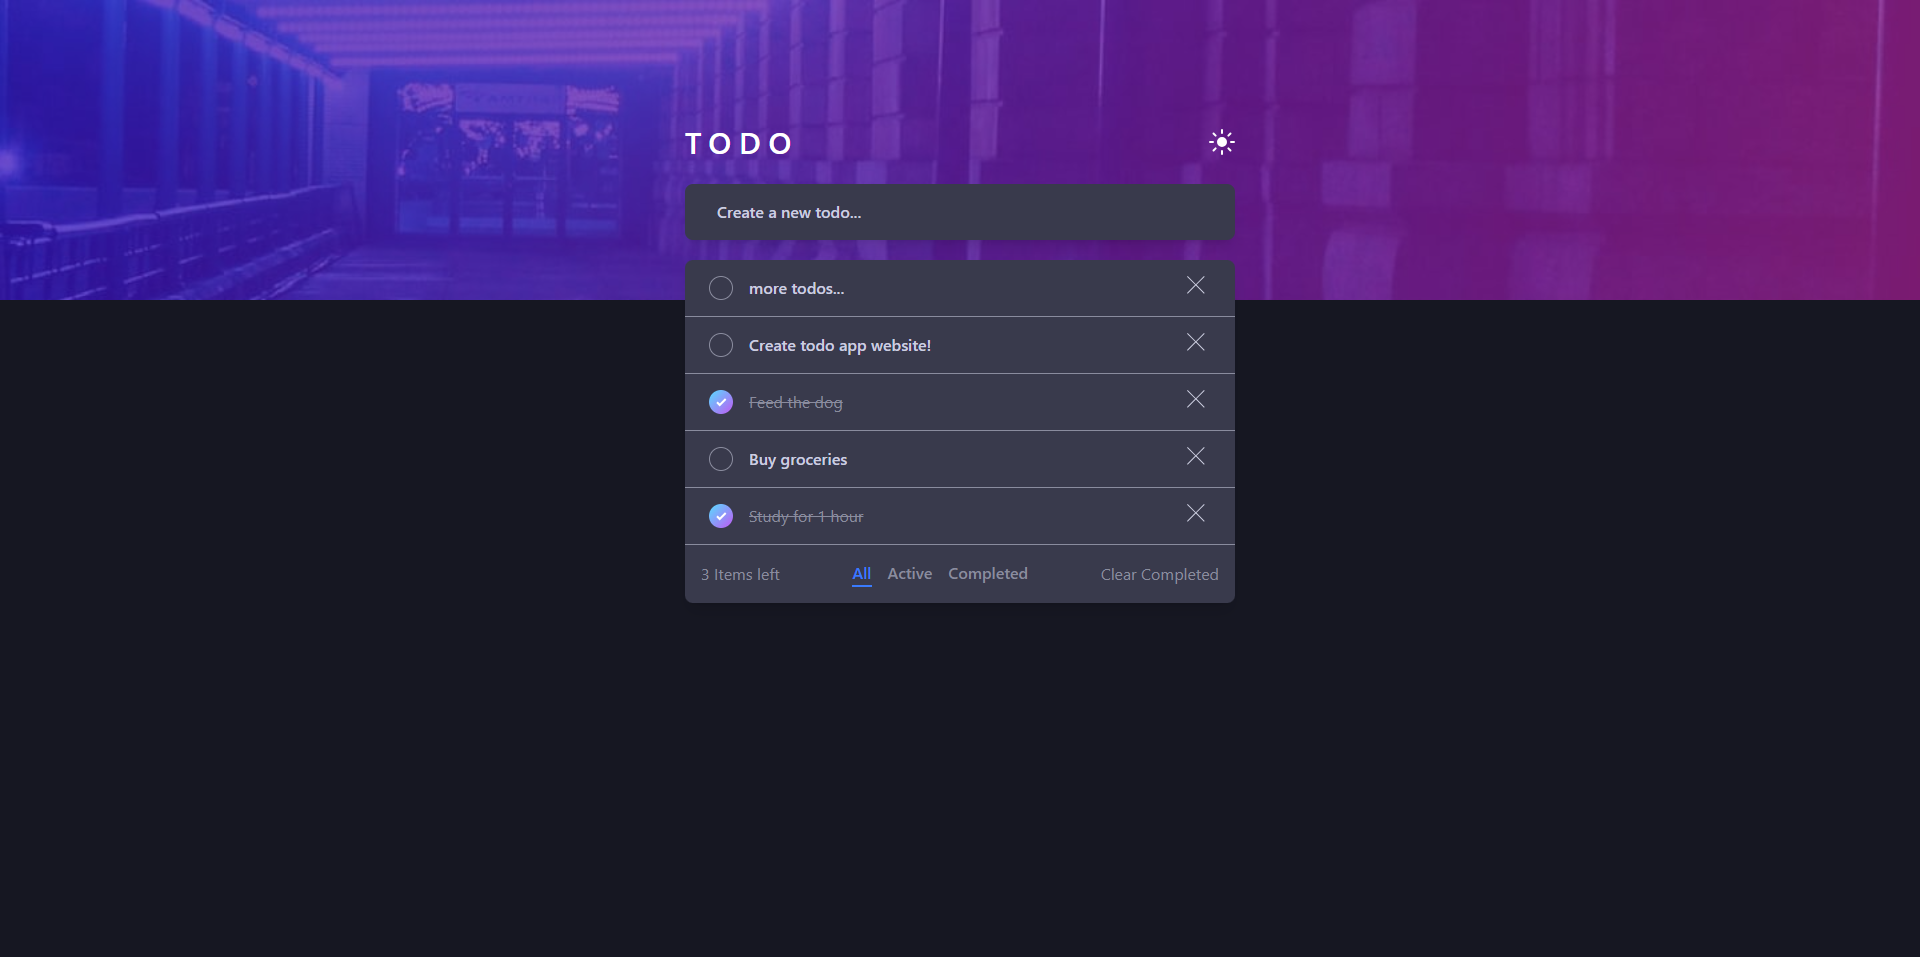 TODO
Create a new todo...
more todos...
Create todo app website!
Feed the dog
Buy groceries
Study for 1 hour
3 Items left All Active Completed Clear Completed